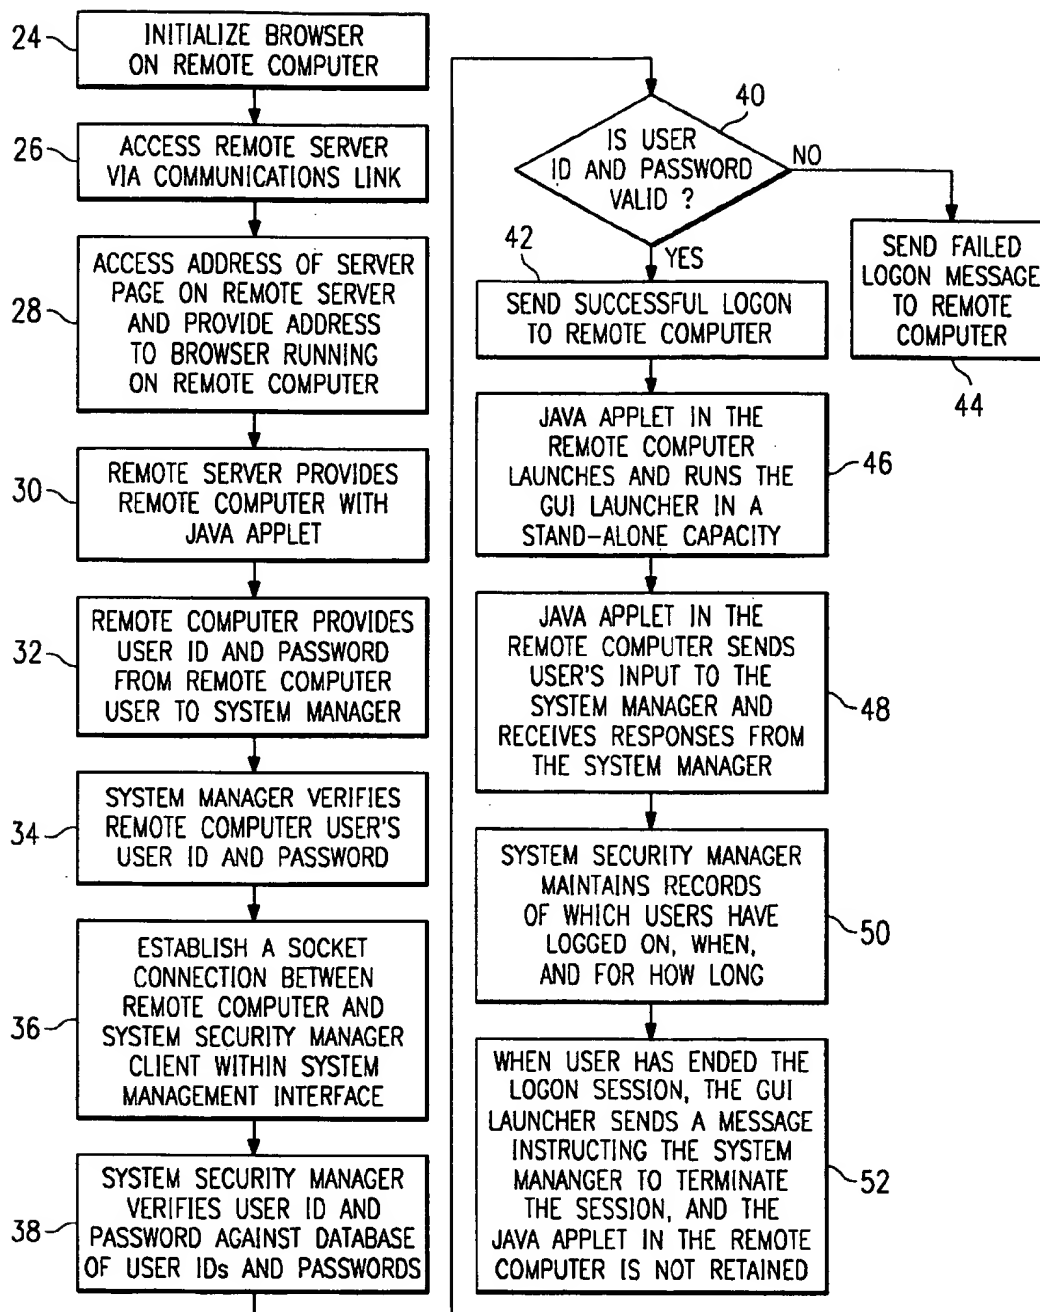 24
INITIALIZE BROWSER
ON REMOTE COMPUTER
26
ACCESS REMOTE SERVER
VIA COMMUNICATIONS LINK
28
ACCESS ADDRESS OF SERVER
PAGE ON REMOTE SERVER
AND PROVIDE ADDRESS
TO BROWSER RUNNING
ON REMOTE COMPUTER
30
REMOTE SERVER PROVIDES
REMOTE COMPUTER WITH
JAVA APPLET
32
REMOTE COMPUTER PROVIDES
USER ID AND PASSWORD
FROM REMOTE COMPUTER
USER TO SYSTEM MANAGER
34
SYSTEM MANAGER VERIFIES
REMOTE COMPUTER USER'S
USER ID AND PASSWORD
36
ESTABLISH A SOCKET
CONNECTION BETWEEN
REMOTE COMPUTER AND
SYSTEM SECURITY MANAGER
CLIENT WITHIN SYSTEM
MANAGEMENT INTERFACE
38
SYSTEM SECURITY MANAGER
VERIFIES USER ID AND
PASSWORD AGAINST DATABASE
OF USER IDs AND PASSWORDS
40
IS USER
ID AND PASSWORD
VALID ?
NO
YES
42
SEND SUCCESSFUL LOGON
TO REMOTE COMPUTER
SEND FAILED
LOGON MESSAGE
TO REMOTE
COMPUTER
44
JAVA APPLET IN THE
REMOTE COMPUTER
LAUNCHES AND RUNS THE
GUI LAUNCHER IN A
STAND-ALONE CAPACITY
46
JAVA APPLET IN THE
REMOTE COMPUTER SENDS
USER'S INPUT TO THE
SYSTEM MANAGER AND
RECEIVES RESPONSES FROM
THE SYSTEM MANAGER
48
SYSTEM SECURITY MANAGER
MAINTAINS RECORDS
OF WHICH USERS HAVE
LOGGED ON, WHEN,
AND FOR HOW LONG
50
WHEN USER HAS ENDED THE
LOGON SESSION, THE GUI
LAUNCHER SENDS A MESSAGE
INSTRUCTING THE SYSTEM
MANANGER TO TERMINATE
THE SESSION, AND THE
JAVA APPLET IN THE REMOTE
COMPUTER IS NOT RETAINED
52